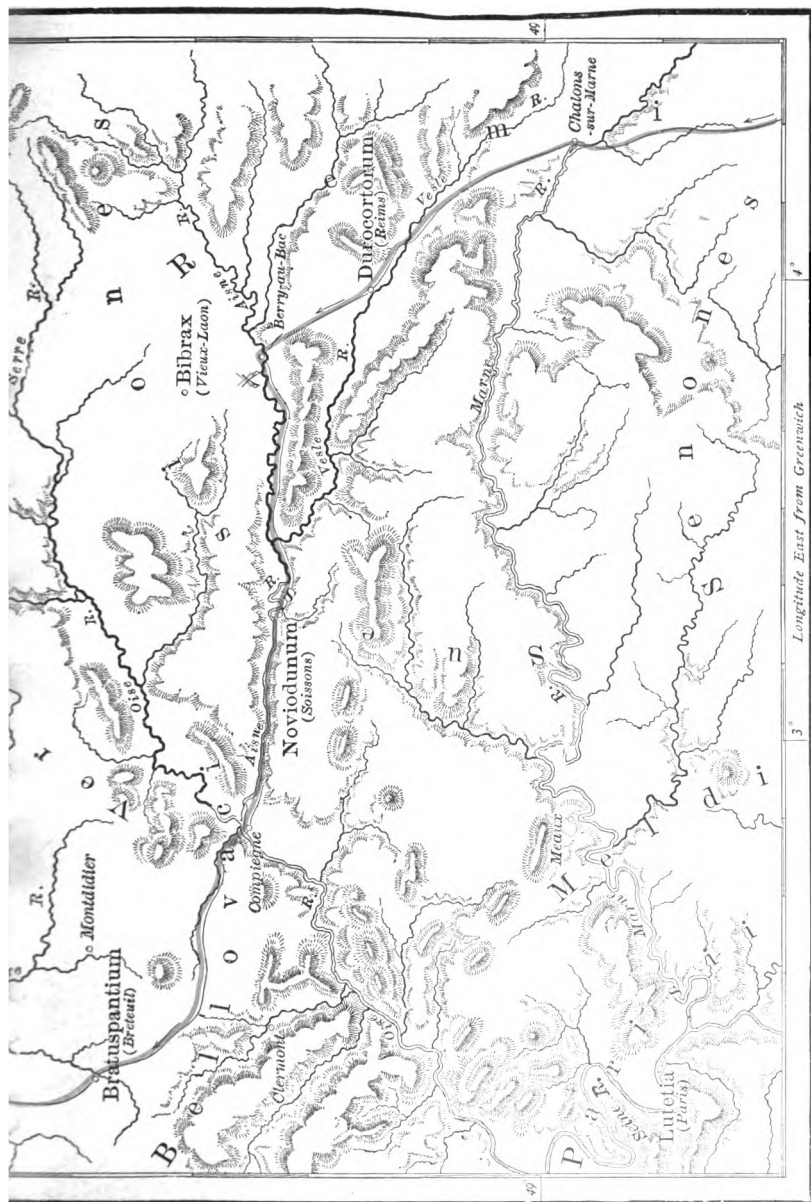 Bratuspantium
(Breteuil)
Montdidier
R.
Oise
R.
Serre
R.
Bibrax
(Vieux-Laon)
Aisne
R.
Berry-au-Bac
Durocortorum
(Reims)
Vesle
R.
Vesle
R.
Noviodunum
(Soissons)
Aisne
R.
Compiègne
R.
Clermont
Bellovaci
Remi
Suessiones
Senones
Meldi
Parisii
Marne
R.
Chalons
-sur-Marne
R.
Meaux
Seine R.
Lutetia
(Paris)
49
49
3°
4°
Longitude East from Greenwich